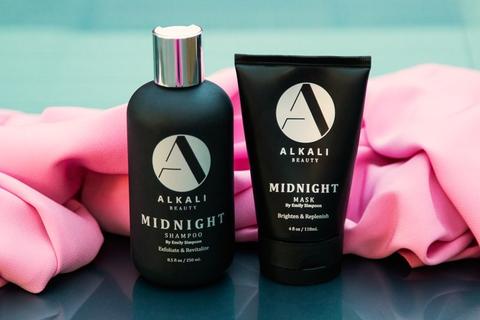 ALKALI
BEAUTY
MIDNIGHT
SHAMPOO
By Emily Simpson
Exfoliate & Revitalize
8.5 fl oz / 250 ml.
ALKALI
BEAUTY
MIDNIGHT
MASK
By Emily Simpson
Brighten & Replenish
4 fl oz / 118mL.